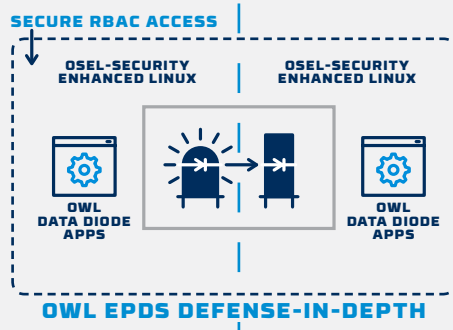 SECURE RBAC ACCESS
OSEL-SECURITY
ENHANCED LINUX
OSEL-SECURITY
ENHANCED LINUX
OWL
DATA DIODE
APPS
OWL
DATA DIODE
APPS
OWL EPDS DEFENSE-IN-DEPTH